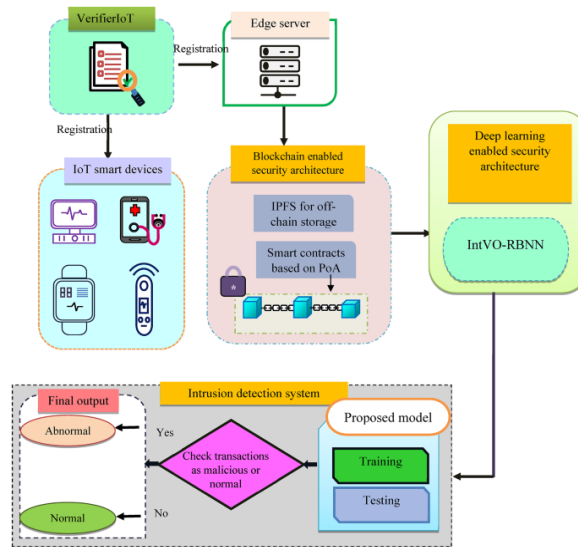 VerifierIoT
Registration
Edge server
Registration
IoT smart devices
Blockchain enabled
security architecture
IPFS for off-
chain storage
Smart contracts
based on PoA
*
Deep learning
enabled security
architecture
IntVO-RBNN
Intrusion detection system
Final output
Abnormal
Normal
Yes
No
Check transactions
as malicious or
normal
Proposed model
Training
Testing